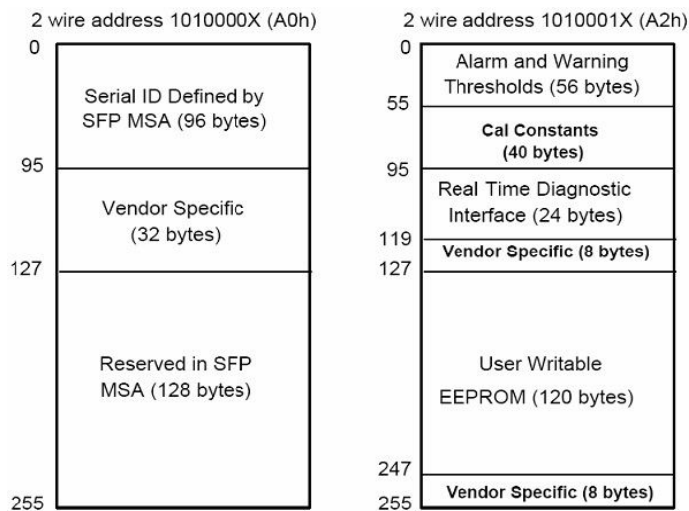 2 wire address 1010000X (A0h)
0
Serial ID Defined by
SFP MSA (96 bytes)
95
Vendor Specific
(32 bytes)
127
Reserved in SFP
MSA (128 bytes)
255
2 wire address 1010001X (A2h)
0
Alarm and Warning
Thresholds (56 bytes)
55
Cal Constants
(40 bytes)
95
Real Time Diagnostic
Interface (24 bytes)
119
Vendor Specific (8 bytes)
127
User Writable
EEPROM (120 bytes)
247
Vendor Specific (8 bytes)
255